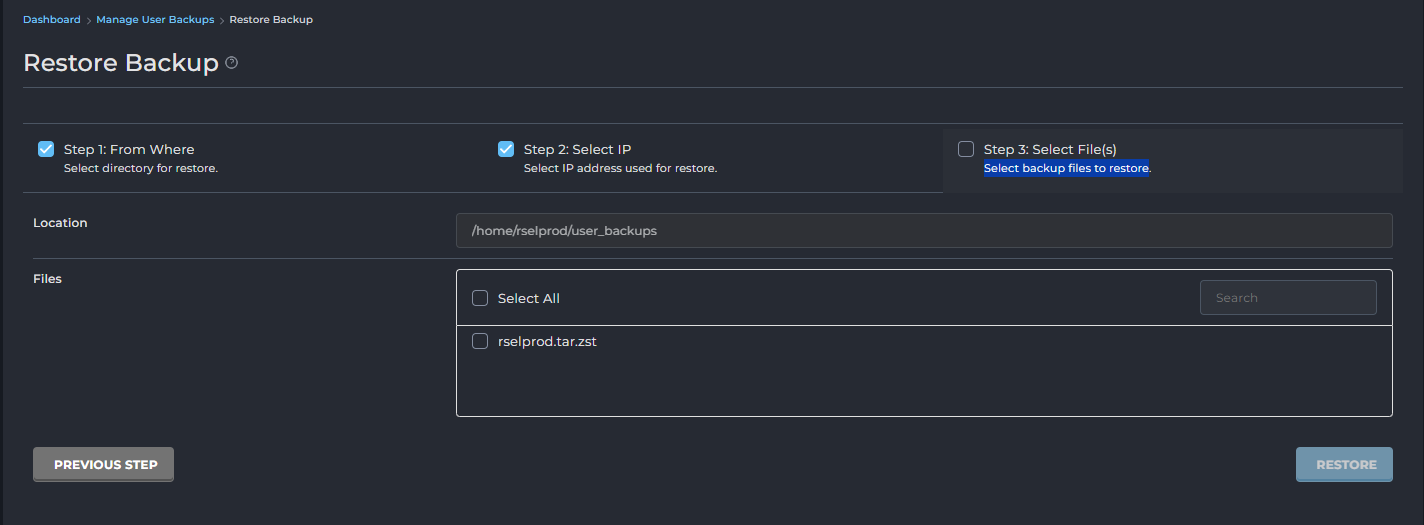 Dashboard > Manage User Backups > Restore Backup
Restore Backup
Step 1: From Where
Select directory for restore.
Step 2: Select IP
Select IP address used for restore.
Step 3: Select File(s)
Select backup files to restore.
Location
/home/rselprod/user_backups
Files
Select All
Search
rselprod.tar.zst
PREVIOUS STEP
RESTORE